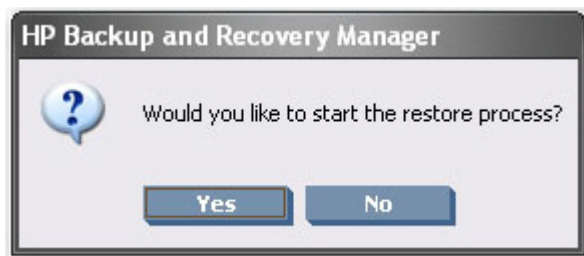 HP Backup and Recovery Manager
Would you like to start the restore process?
Yes
No